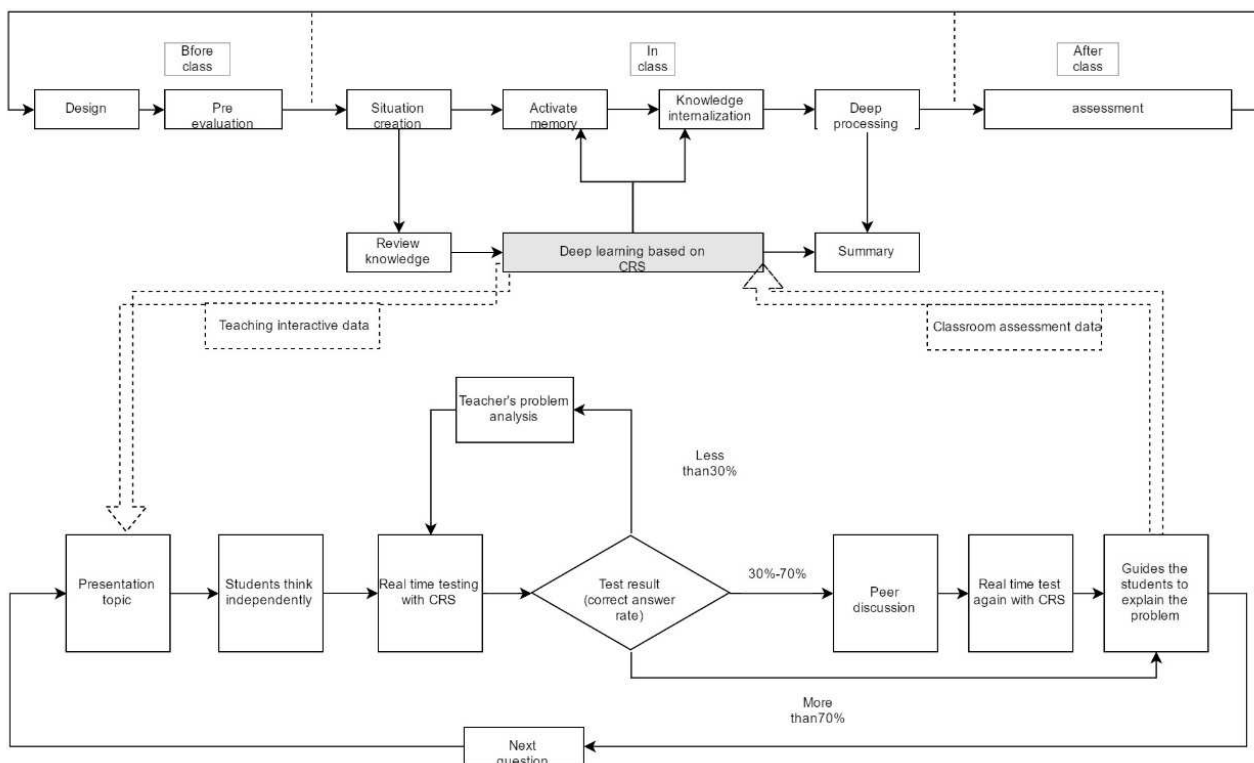 Bfore
class
In
class
After
class
Design
Pre
evaluation
Situation
creation
Activate
memory
Knowledge
internalization
Deep
processing
assessment
Review
knowledge
Deep learning based on
CRS
Summary
Teaching interactive data
Classroom assessment data
Teacher's problem
analysis
Less
than30%
Presentation
topic
Students think
independently
Real time testing
with CRS
Test result
(correct answer
rate)
30%-70%
Peer
discussion
Real time test
again with CRS
Guides the
students to
explain the
problem
More
than70%
Next
question